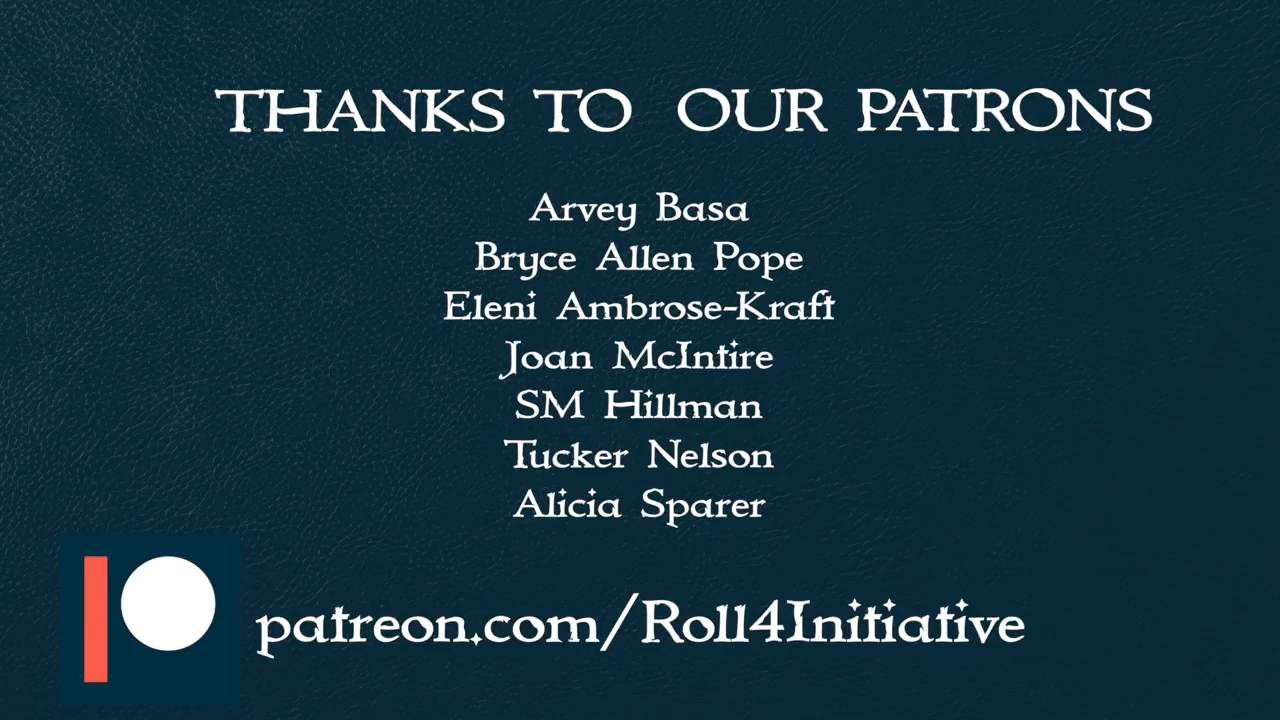 THANKS TO OUR PATRONS
Arvey Basa
Bryce Allen Pope
Eleni Ambrose-Kraft
Joan McIntire
SM Hillman
Tucker Nelson
Alicia Sparer
patreon.com/Roll4Initiative